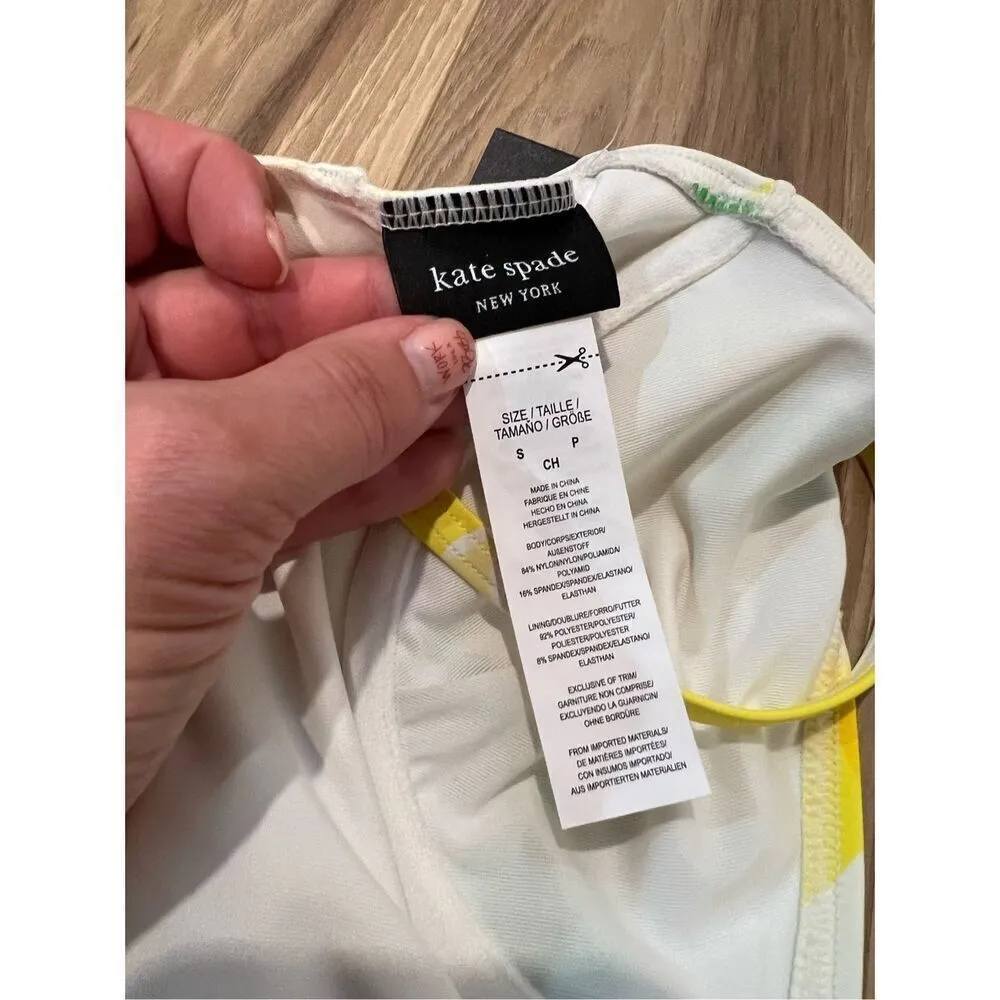 kate spade
NEW YORK
SIZE / TAILLE /
TAMAÑO / GRÖßE
S P
CH
MADE IN CHINA
FABRIQUE EN CHINE
HECHO EN CHINA
HERGESTELLT IN CHINA
BODY/CORPS/EXTERIOR/
AUßENSTOFF
84% NYLON/NYLON/POLIAMIDA/
POLYAMID
16% SPANDEX/SPANDEX/ELASTANO/
ELASTHAN
LINING/DOUBLURE/FORRO/FUTTER
92% POLYESTER/POLYESTER/
POLIESTER/POLYESTER
8% SPANDEX/SPANDEX/ELASTANO/
ELASTHAN
EXCLUSIVE OF TRIM/
GARNITURE NON COMPRISE/
EXCLUYENDO LA GUARNICIN/
OHNE BORDÜRE
FROM IMPORTED MATERIALS/
DE MATIÈRES IMPORTÉES/
CON INSUMOS IMPORTADO/
AUS IMPORTIERTEN MATERIALIEN
WORK